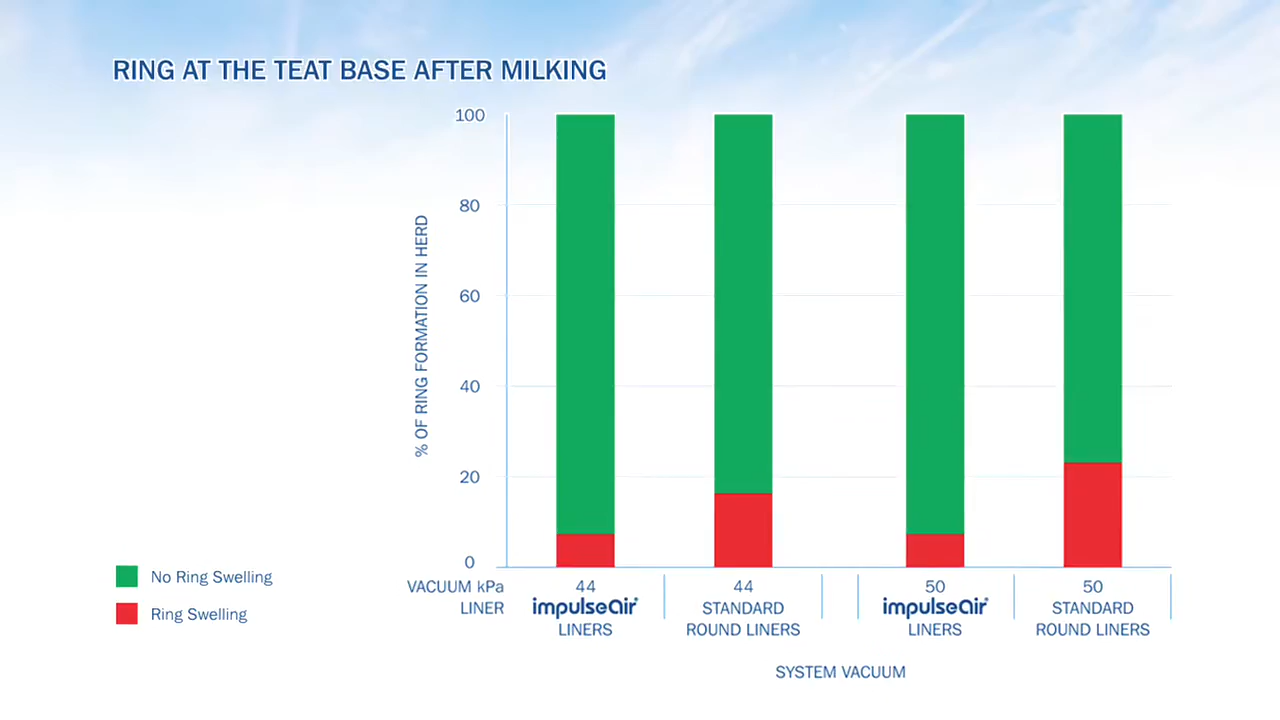 RING AT THE TEAT BASE AFTER MILKING
100
80
60
40
20
0
% OF RING FORMATION IN HERD
No Ring Swelling
Ring Swelling
VACUUM kPa 44 44 50 50
LINER impulseair® STANDARD impulseair® STANDARD
LINERS ROUND LINERS LINERS ROUND LINERS
SYSTEM VACUUM